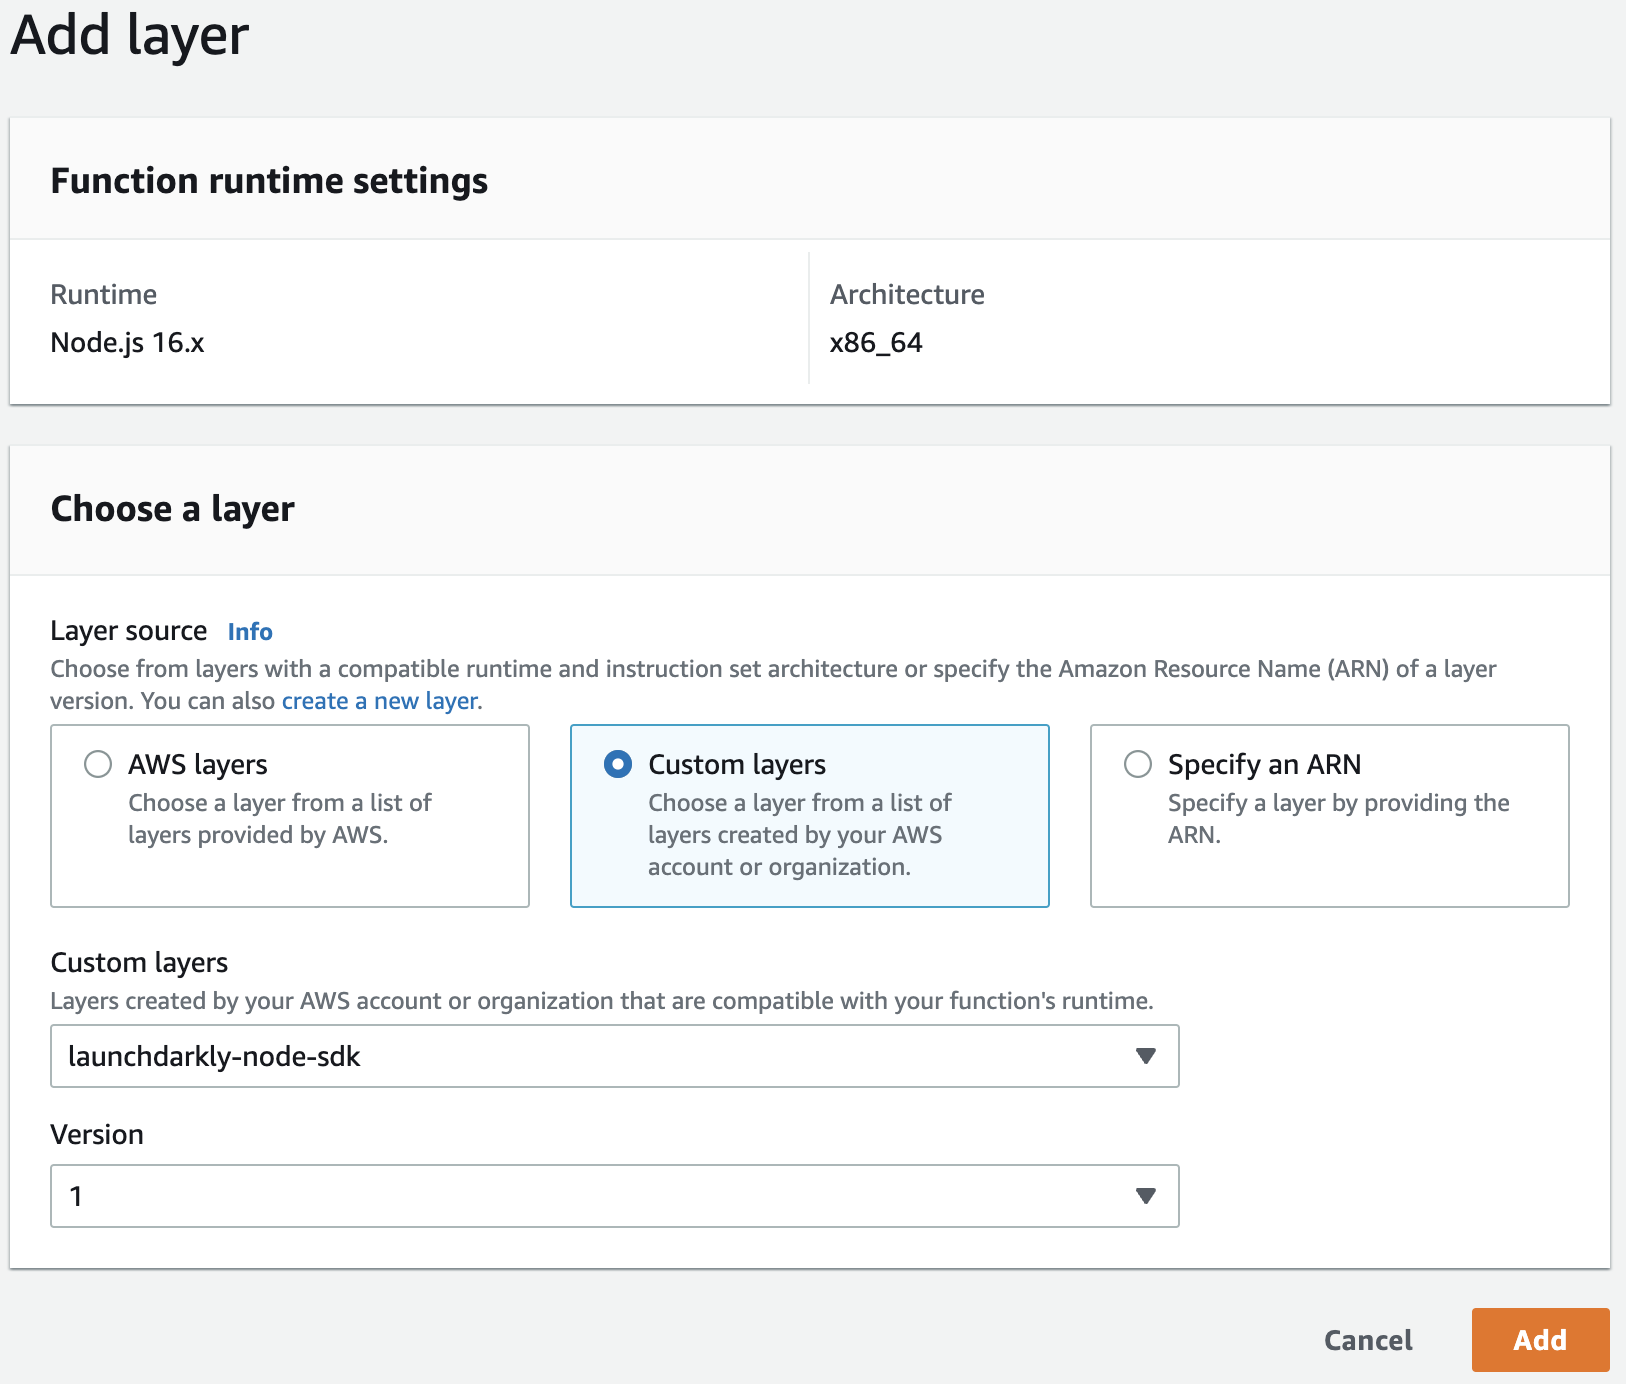 Add layer
Function runtime settings
Runtime
Node.js 16.x
Architecture
x86_64
Choose a layer
Layer source Info
Choose from layers with a compatible runtime and instruction set architecture or specify the Amazon Resource Name (ARN) of a layer
version. You can also create a new layer.
AWS layers
Choose a layer from a list of
layers provided by AWS.
Custom layers
Choose a layer from a list of
layers created by your AWS
account or organization.
Specify an ARN
Specify a layer by providing the
ARN.
Custom layers
Layers created by your AWS account or organization that are compatible with your function's runtime.
launchdarkly-node-sdk
Version
1
Cancel
Add